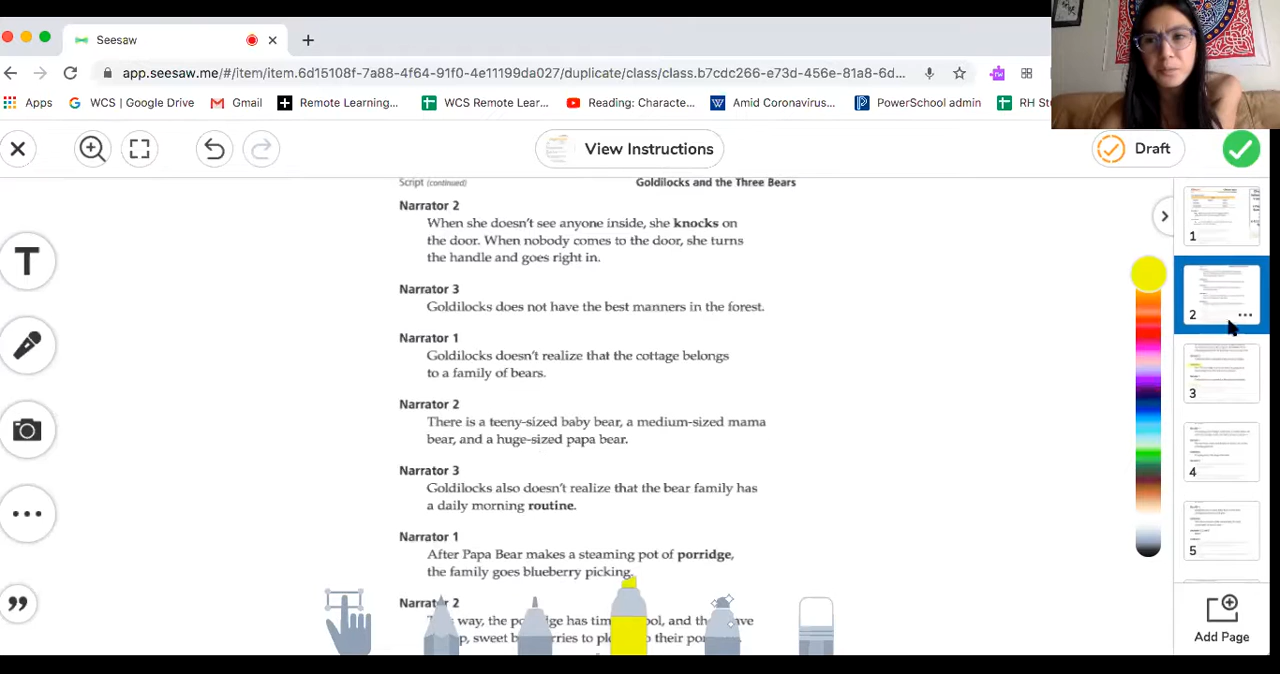 Seesaw
app.seesaw.me/#/item/item.6d15108f-7a88-4f64-91f0-4e11199da027/duplicate/class/class.b7cdc266-e73d-456e-81a8-6d...
Apps WCS | Google Drive Gmail Remote Learning... WCS Remote Lear... Reading: Characte... Amid Coronavirus... PowerSchool admin RH St
View Instructions
Draft
Script (continued) Goldilocks and the Three Bears
Narrator 2
When she doesn't see anyone inside, she knocks on
the door. When nobody comes to the door, she turns
the handle and goes right in.
Narrator 3
Goldilocks does not have the best manners in the forest.
Narrator 1
Goldilocks doesn't realize that the cottage belongs
to a family of bears.
Narrator 2
There is a teeny-sized baby bear, a medium-sized mama
bear, and a huge-sized papa bear.
Narrator 3
Goldilocks also doesn't realize that the bear family has
a daily morning routine.
Narrator 1
After Papa Bear makes a steaming pot of porridge,
the family goes blueberry picking.
Narrator 2
way, the has
sweet to
T
1
2
3
4
5
Add Page